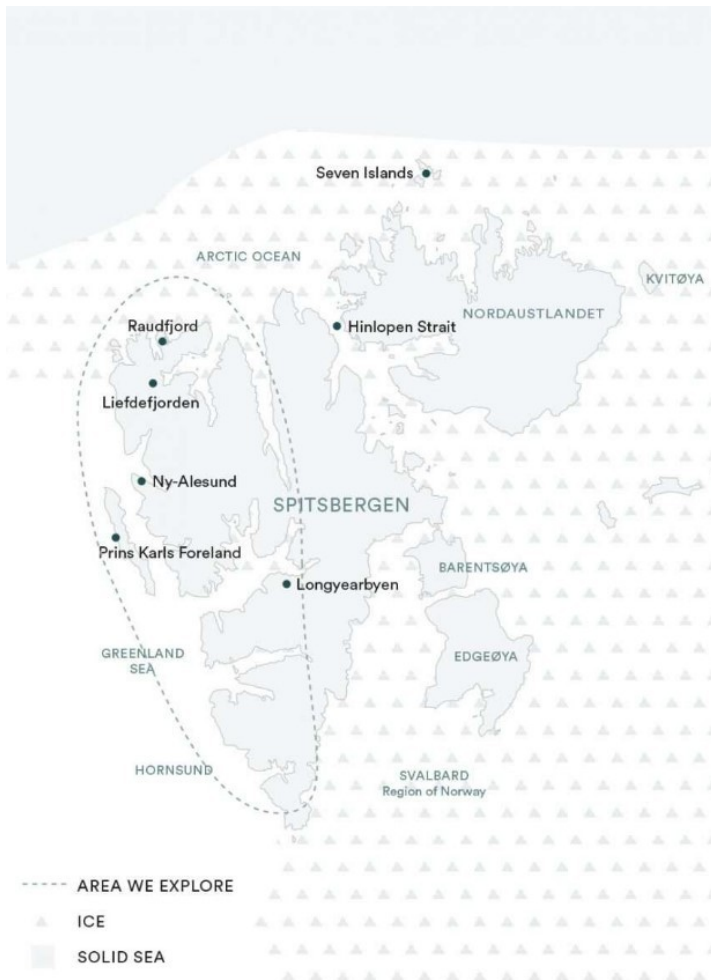 Seven Islands
ARCTIC OCEAN
KVITØYA
NORDAUSTLANDET
Raudfjord
Hinlopen Strait
Liefdefjorden
Ny-Alesund
SPITSBERGEN
Prins Karls Foreland
BARENTSØYA
Longyearbyen
GREENLAND
SEA
EDGEØYA
HORNSUND
SVALBARD
Region of Norway
AREA WE EXPLORE
ICE
SOLID SEA